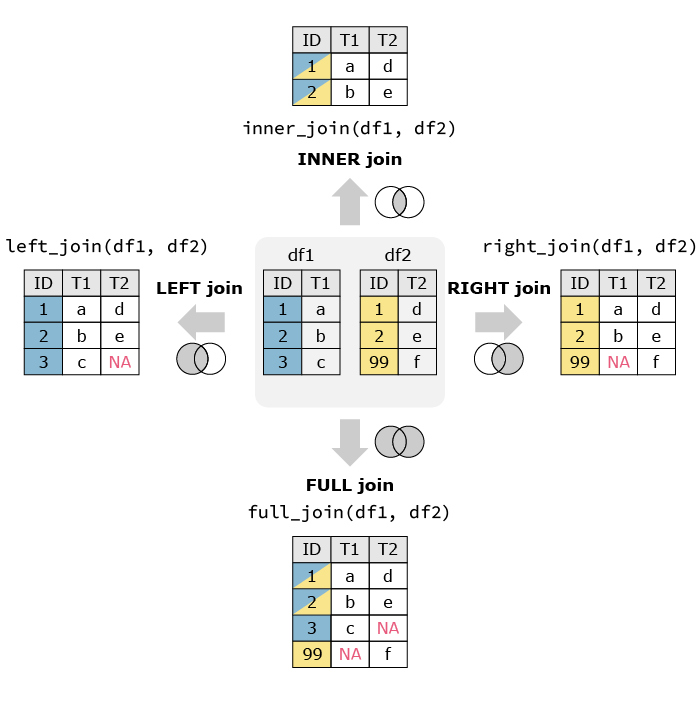 ID T1 T2
1 a d
2 b e
inner_join(df1, df2)
INNER join
left_join(df1, df2)
ID T1 T2
1 a d
2 b e
3 c NA
LEFT join
df1
ID T1
1 a
2 b
3 c
df2
ID T2
1 d
2 e
99 f
RIGHT join
right_join(df1, df2)
ID T1 T2
1 a d
2 b e
99 NA f
FULL join
full_join(df1, df2)
ID T1 T2
1 a d
2 b e
3 c NA
99 NA f